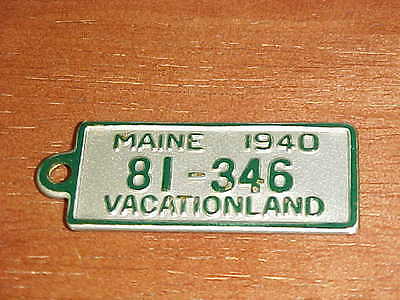 MAINE 1940
81-346
VACATIONLAND